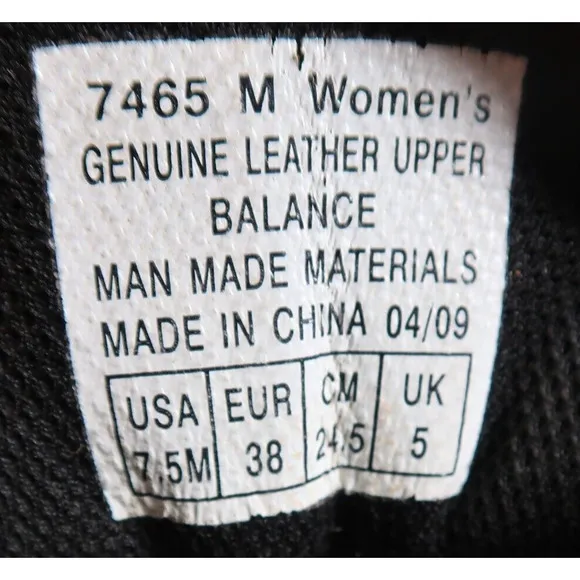 7465 M Women's
GENUINE LEATHER UPPER
BALANCE
MAN MADE MATERIALS
MADE IN CHINA 04/09
USA EUR CM UK
7.5M 38 24.5 5